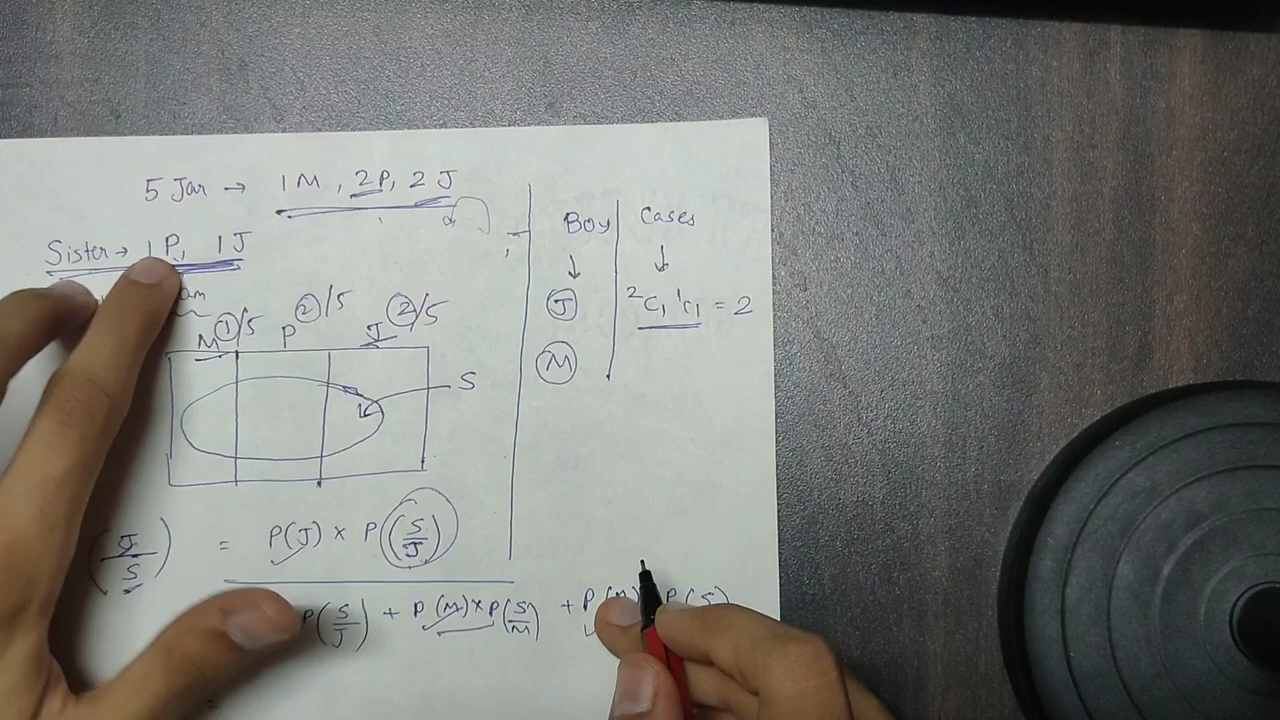 5 Jar → 1M, 2P, 2J
Sister → 1P, 1J
am
M ①/5 P ②/5 J ②/5
S
(J/S) = P(J) × P(S/J)
P(S/J) + P(M) × P(S/M) + P
Boy | Cases
↓ ↓
Ⓙ ²C₁ ¹C₁ = 2
Ⓜ